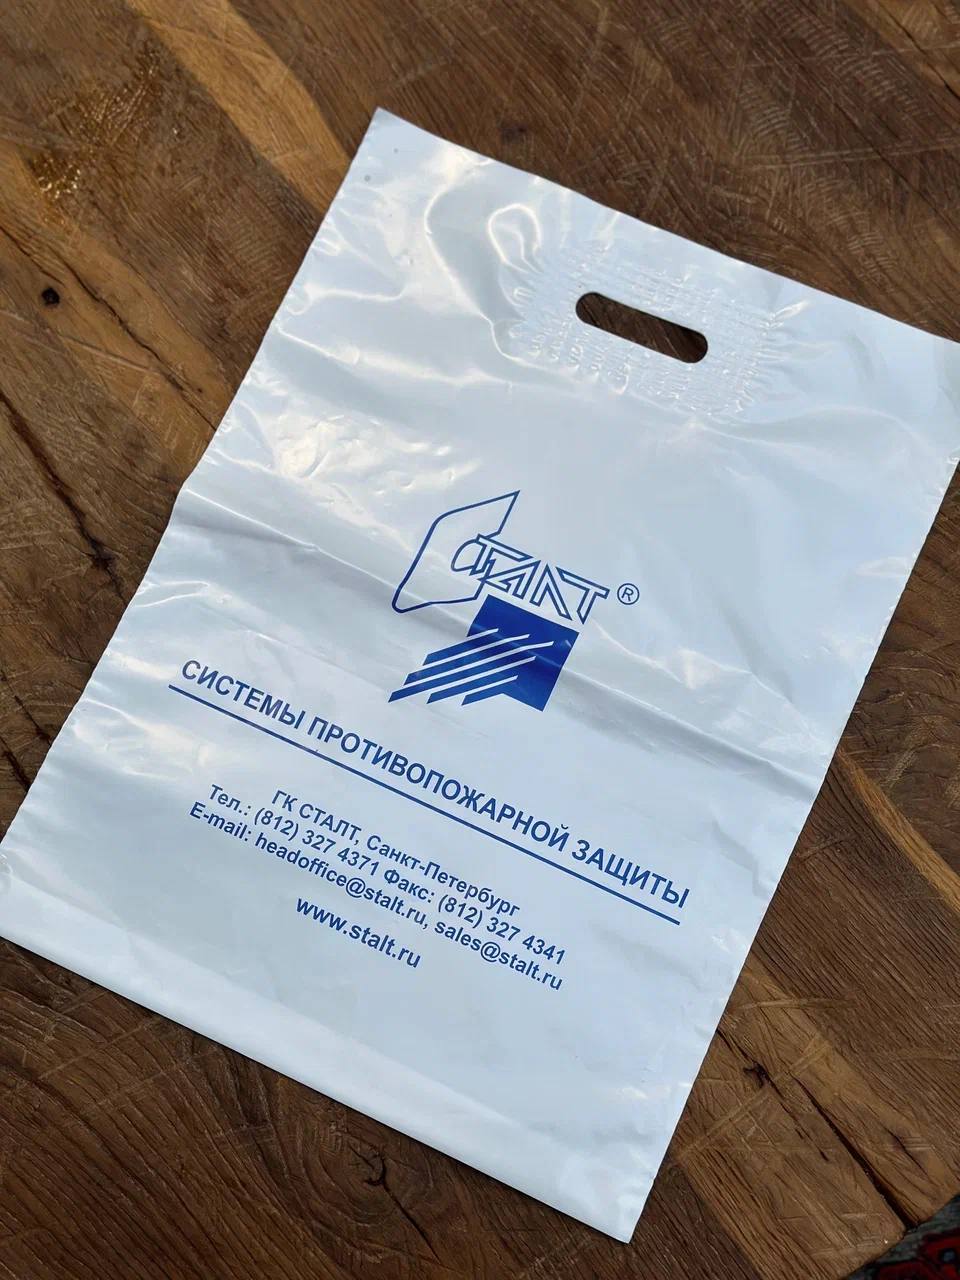 СТАЛТ ®
СИСТЕМЫ ПРОТИВОПОЖАРНОЙ ЗАЩИТЫ
ГК СТАЛТ, Санкт-Петербург
Тел.: (812) 327 4371 Факс: (812) 327 4341
E-mail: headoffice@stalt.ru, sales@stalt.ru
www.stalt.ru